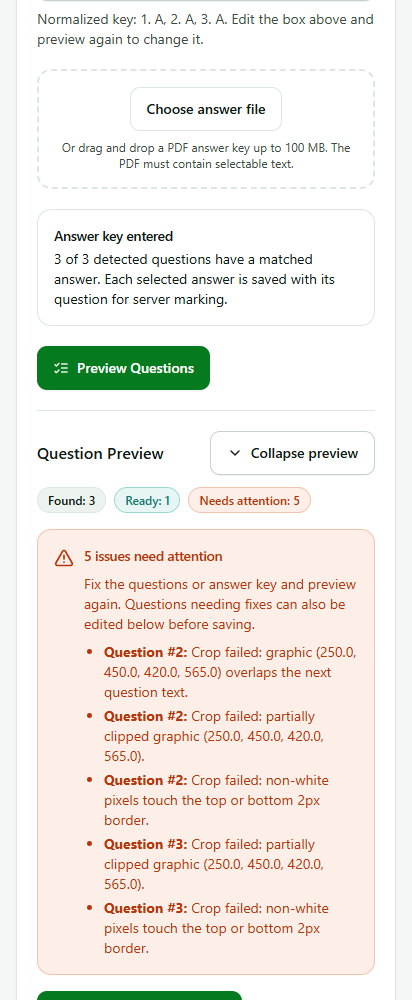 Normalized key: 1. A, 2. A, 3. A. Edit the box above and
preview again to change it.
Choose answer file
Or drag and drop a PDF answer key up to 100 MB. The
PDF must contain selectable text.
Answer key entered
3 of 3 detected questions have a matched
answer. Each selected answer is saved with its
question for server marking.
Preview Questions
Question Preview
Collapse preview
Found: 3
Ready: 1
Needs attention: 5
5 issues need attention
Fix the questions or answer key and preview
again. Questions needing fixes can also be
edited below before saving.
• Question #2: Crop failed: graphic (250.0,
450.0, 420.0, 565.0) overlaps the next
question text.
• Question #2: Crop failed: partially
clipped graphic (250.0, 450.0, 420.0,
565.0).
• Question #2: Crop failed: non-white
pixels touch the top or bottom 2px
border.
• Question #3: Crop failed: partially
clipped graphic (250.0, 450.0, 420.0,
565.0).
• Question #3: Crop failed: non-white
pixels touch the top or bottom 2px
border.